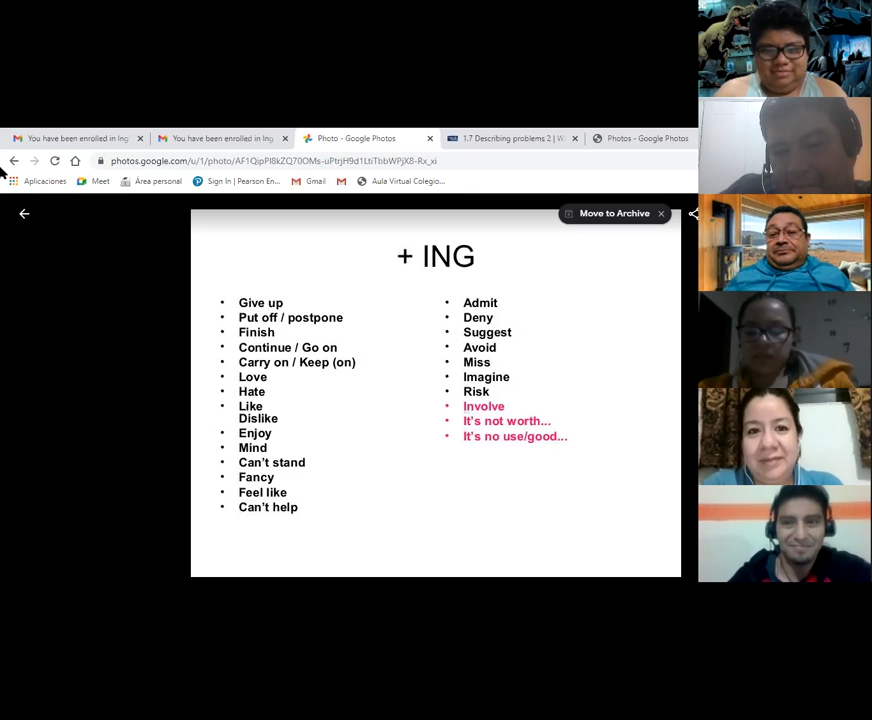 You have been enrolled in Ing
You have been enrolled in Ing
Photo - Google Photos
1.7 Describing problems 2 | W
Photos - Google Photos
photos.google.com/u/1/photo/AF1QipPl8kZQ70OMs-uPtrjH9d1LtiTbbWPjX8-Rx_xi
Aplicaciones
Meet
Área personal
Sign In | Pearson En...
Gmail
Aula Virtual Colegio...
Move to Archive
+ ING
• Give up
• Put off / postpone
• Finish
• Continue / Go on
• Carry on / Keep (on)
• Love
• Hate
• Like
Dislike
• Enjoy
• Mind
• Can't stand
• Fancy
• Feel like
• Can't help
• Admit
• Deny
• Suggest
• Avoid
• Miss
• Imagine
• Risk
• Involve
• It's not worth...
• It's no use/good...